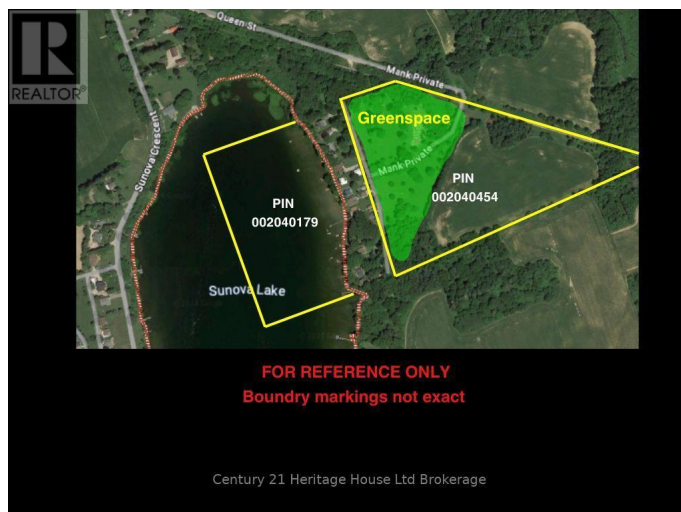 Queen St
R
REALTOR®
Mank Private
Greenspace
Sunova Crescent
Mank Private
PIN
002040454
PIN
002040179
Sunova Lake
FOR REFERENCE ONLY
Boundry markings not exact
Century 21 Heritage House Ltd Brokerage